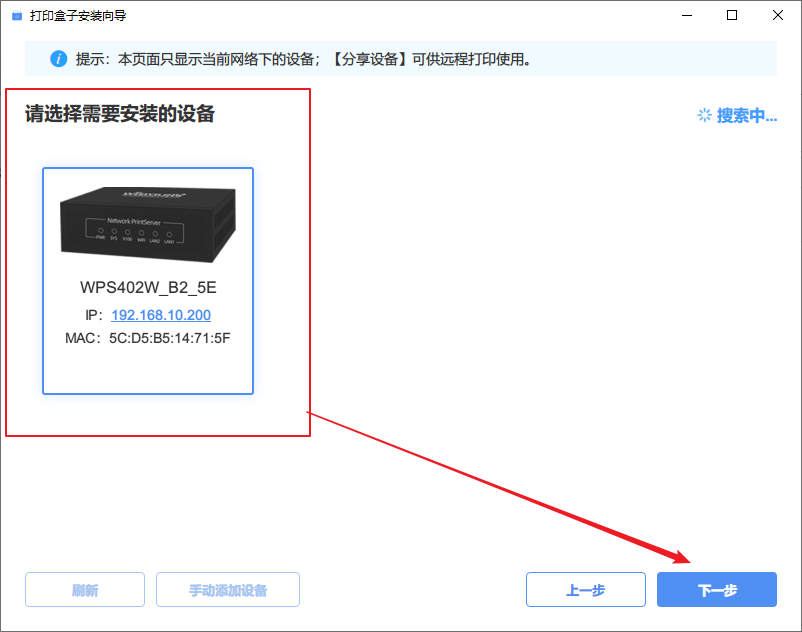 打印盒子安装向导
提示：本页面只显示当前网络下的设备；【分享设备】可供远程打印使用。
请选择需要安装的设备
搜索中...
Network PrintServer
PWR SYS WiFi LAN2 LAN1
WPS402W_B2_5E
IP：192.168.10.200
MAC：5C:D5:B5:14:71:5F
刷新
手动添加设备
上一步
下一步